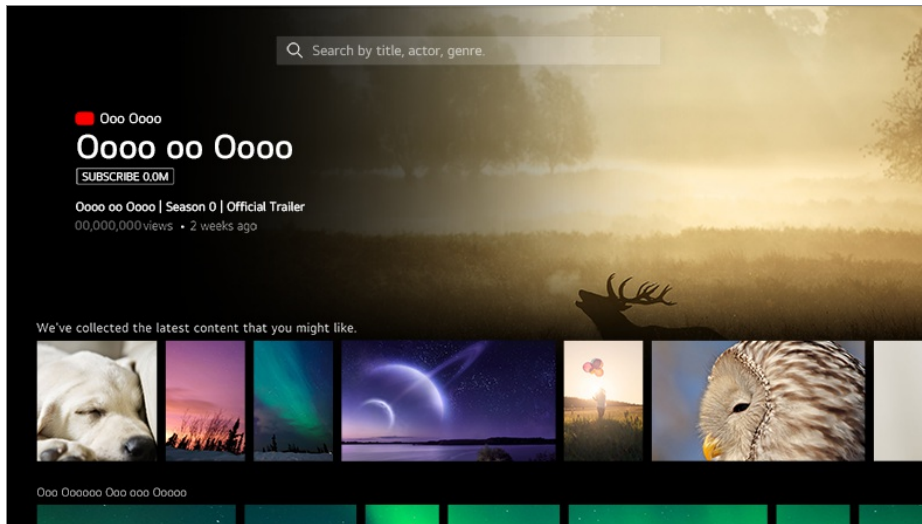 Search by title, actor, genre.
Ooo Oooo
Oooo oo Oooo
SUBSCRIBE 0.0M
Oooo oo Oooo | Season 0 | Official Trailer
00,000,000 views • 2 weeks ago
We've collected the latest content that you might like.
Ooo Oooooo Ooo ooo Ooooo